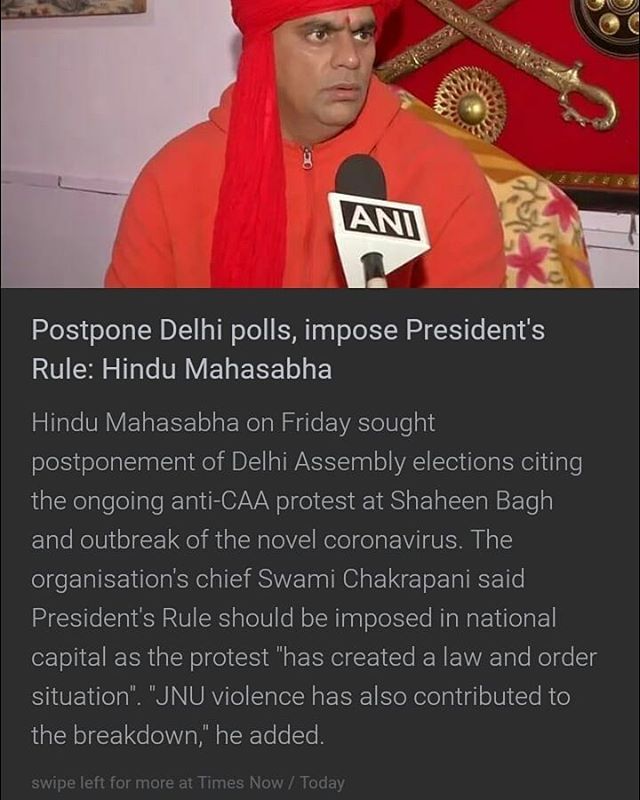 ANI
Postpone Delhi polls, impose President's
Rule: Hindu Mahasabha
Hindu Mahasabha on Friday sought
postponement of Delhi Assembly elections citing
the ongoing anti-CAA protest at Shaheen Bagh
and outbreak of the novel coronavirus. The
organisation's chief Swami Chakrapani said
President's Rule should be imposed in national
capital as the protest "has created a law and order
situation". "JNU violence has also contributed to
the breakdown," he added.
swipe left for more at Times Now / Today